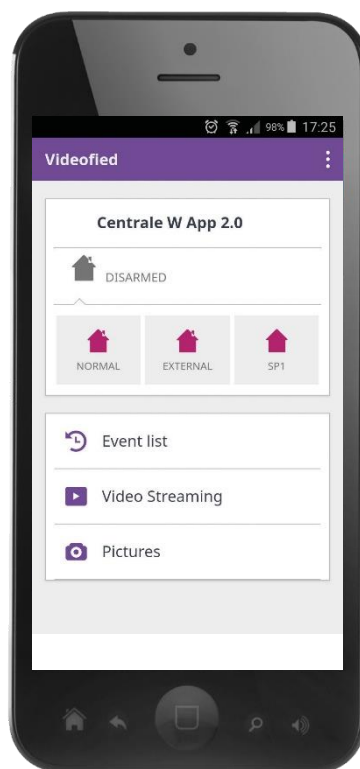 98% 17:25
Videofied
Centrale W App 2.0
DISARMED
NORMAL EXTERNAL SP1
Event list
Video Streaming
Pictures